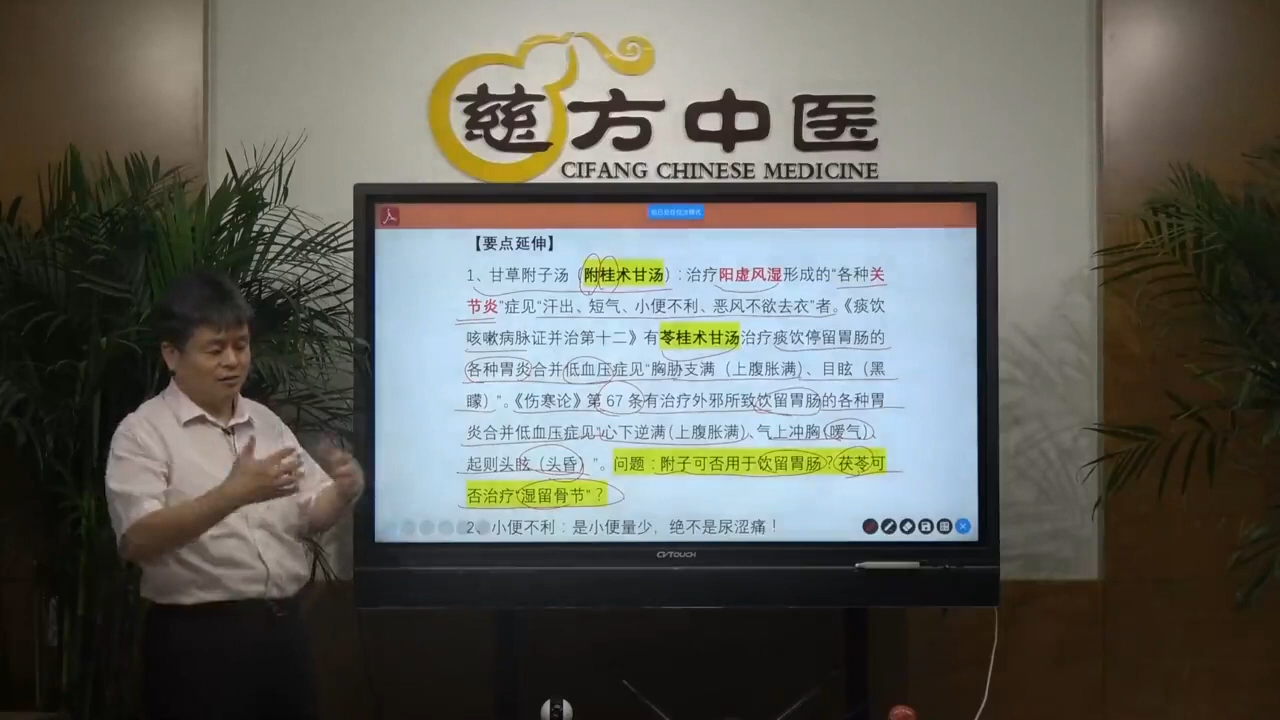 慈方中医
CIFANG CHINESE MEDICINE
【要点延伸】
1、甘草附子汤（附桂术甘汤）：治疗阳虚风湿形成的“各种关
节炎”症见“汗出、短气、小便不利、恶风不欲去衣”者。《痰饮
咳嗽病脉证并治第十二》有苓桂术甘汤治疗痰饮停留胃肠的
各种胃炎合并低血压症见“胸胁支满（上腹胀满）、目眩（黑
矇）”。《伤寒论》第 67 条有治疗外邪所致饮留胃肠的各种胃
炎合并低血压症见“心下逆满（上腹胀满）、气上冲胸（嗳气）、
起则头眩（头昏）”。问题：附子可否用于饮留胃肠？茯苓可
否治疗“湿留骨节”？
2、小便不利：是小便量少，绝不是尿涩痛！
CVTOUCH